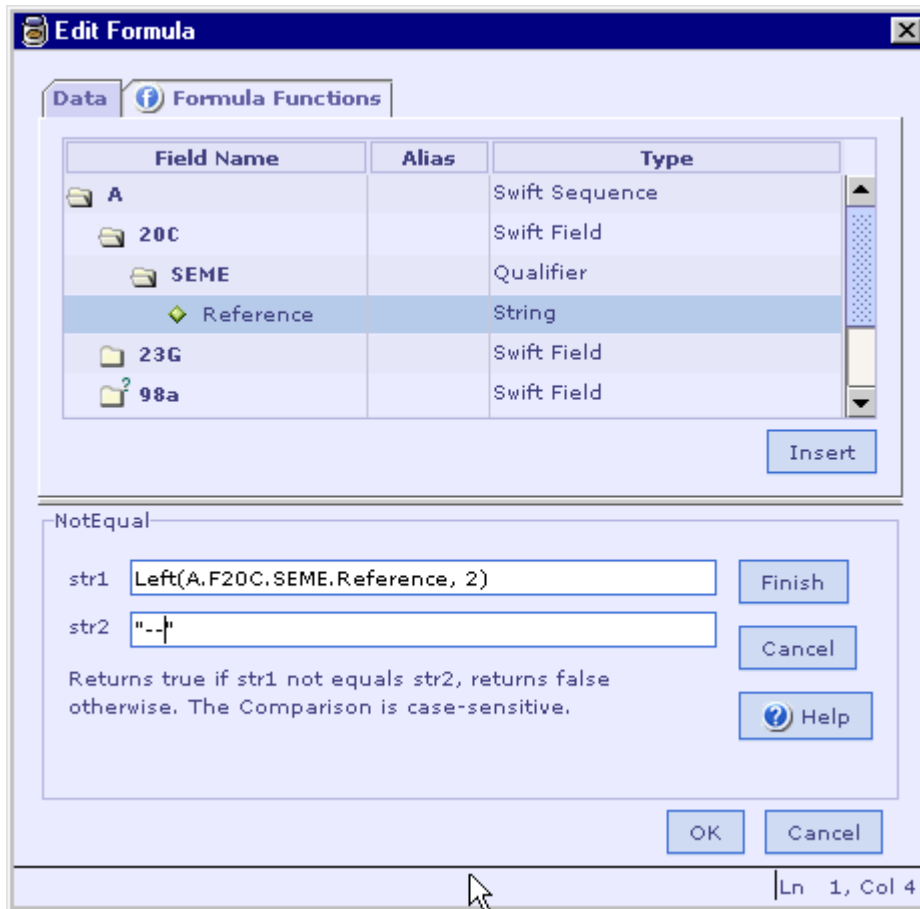 Edit Formula
Data Formula Functions
Field Name Alias Type
A Swift Sequence
20C Swift Field
SEME Qualifier
Reference String
23G Swift Field
98a Swift Field
Insert
NotEqual
str1 Left(A.F20C.SEME.Reference, 2) Finish
str2 "--"
Cancel
Returns true if str1 not equals str2, returns false
otherwise. The Comparison is case-sensitive.
Help
OK Cancel
Ln 1, Col 4